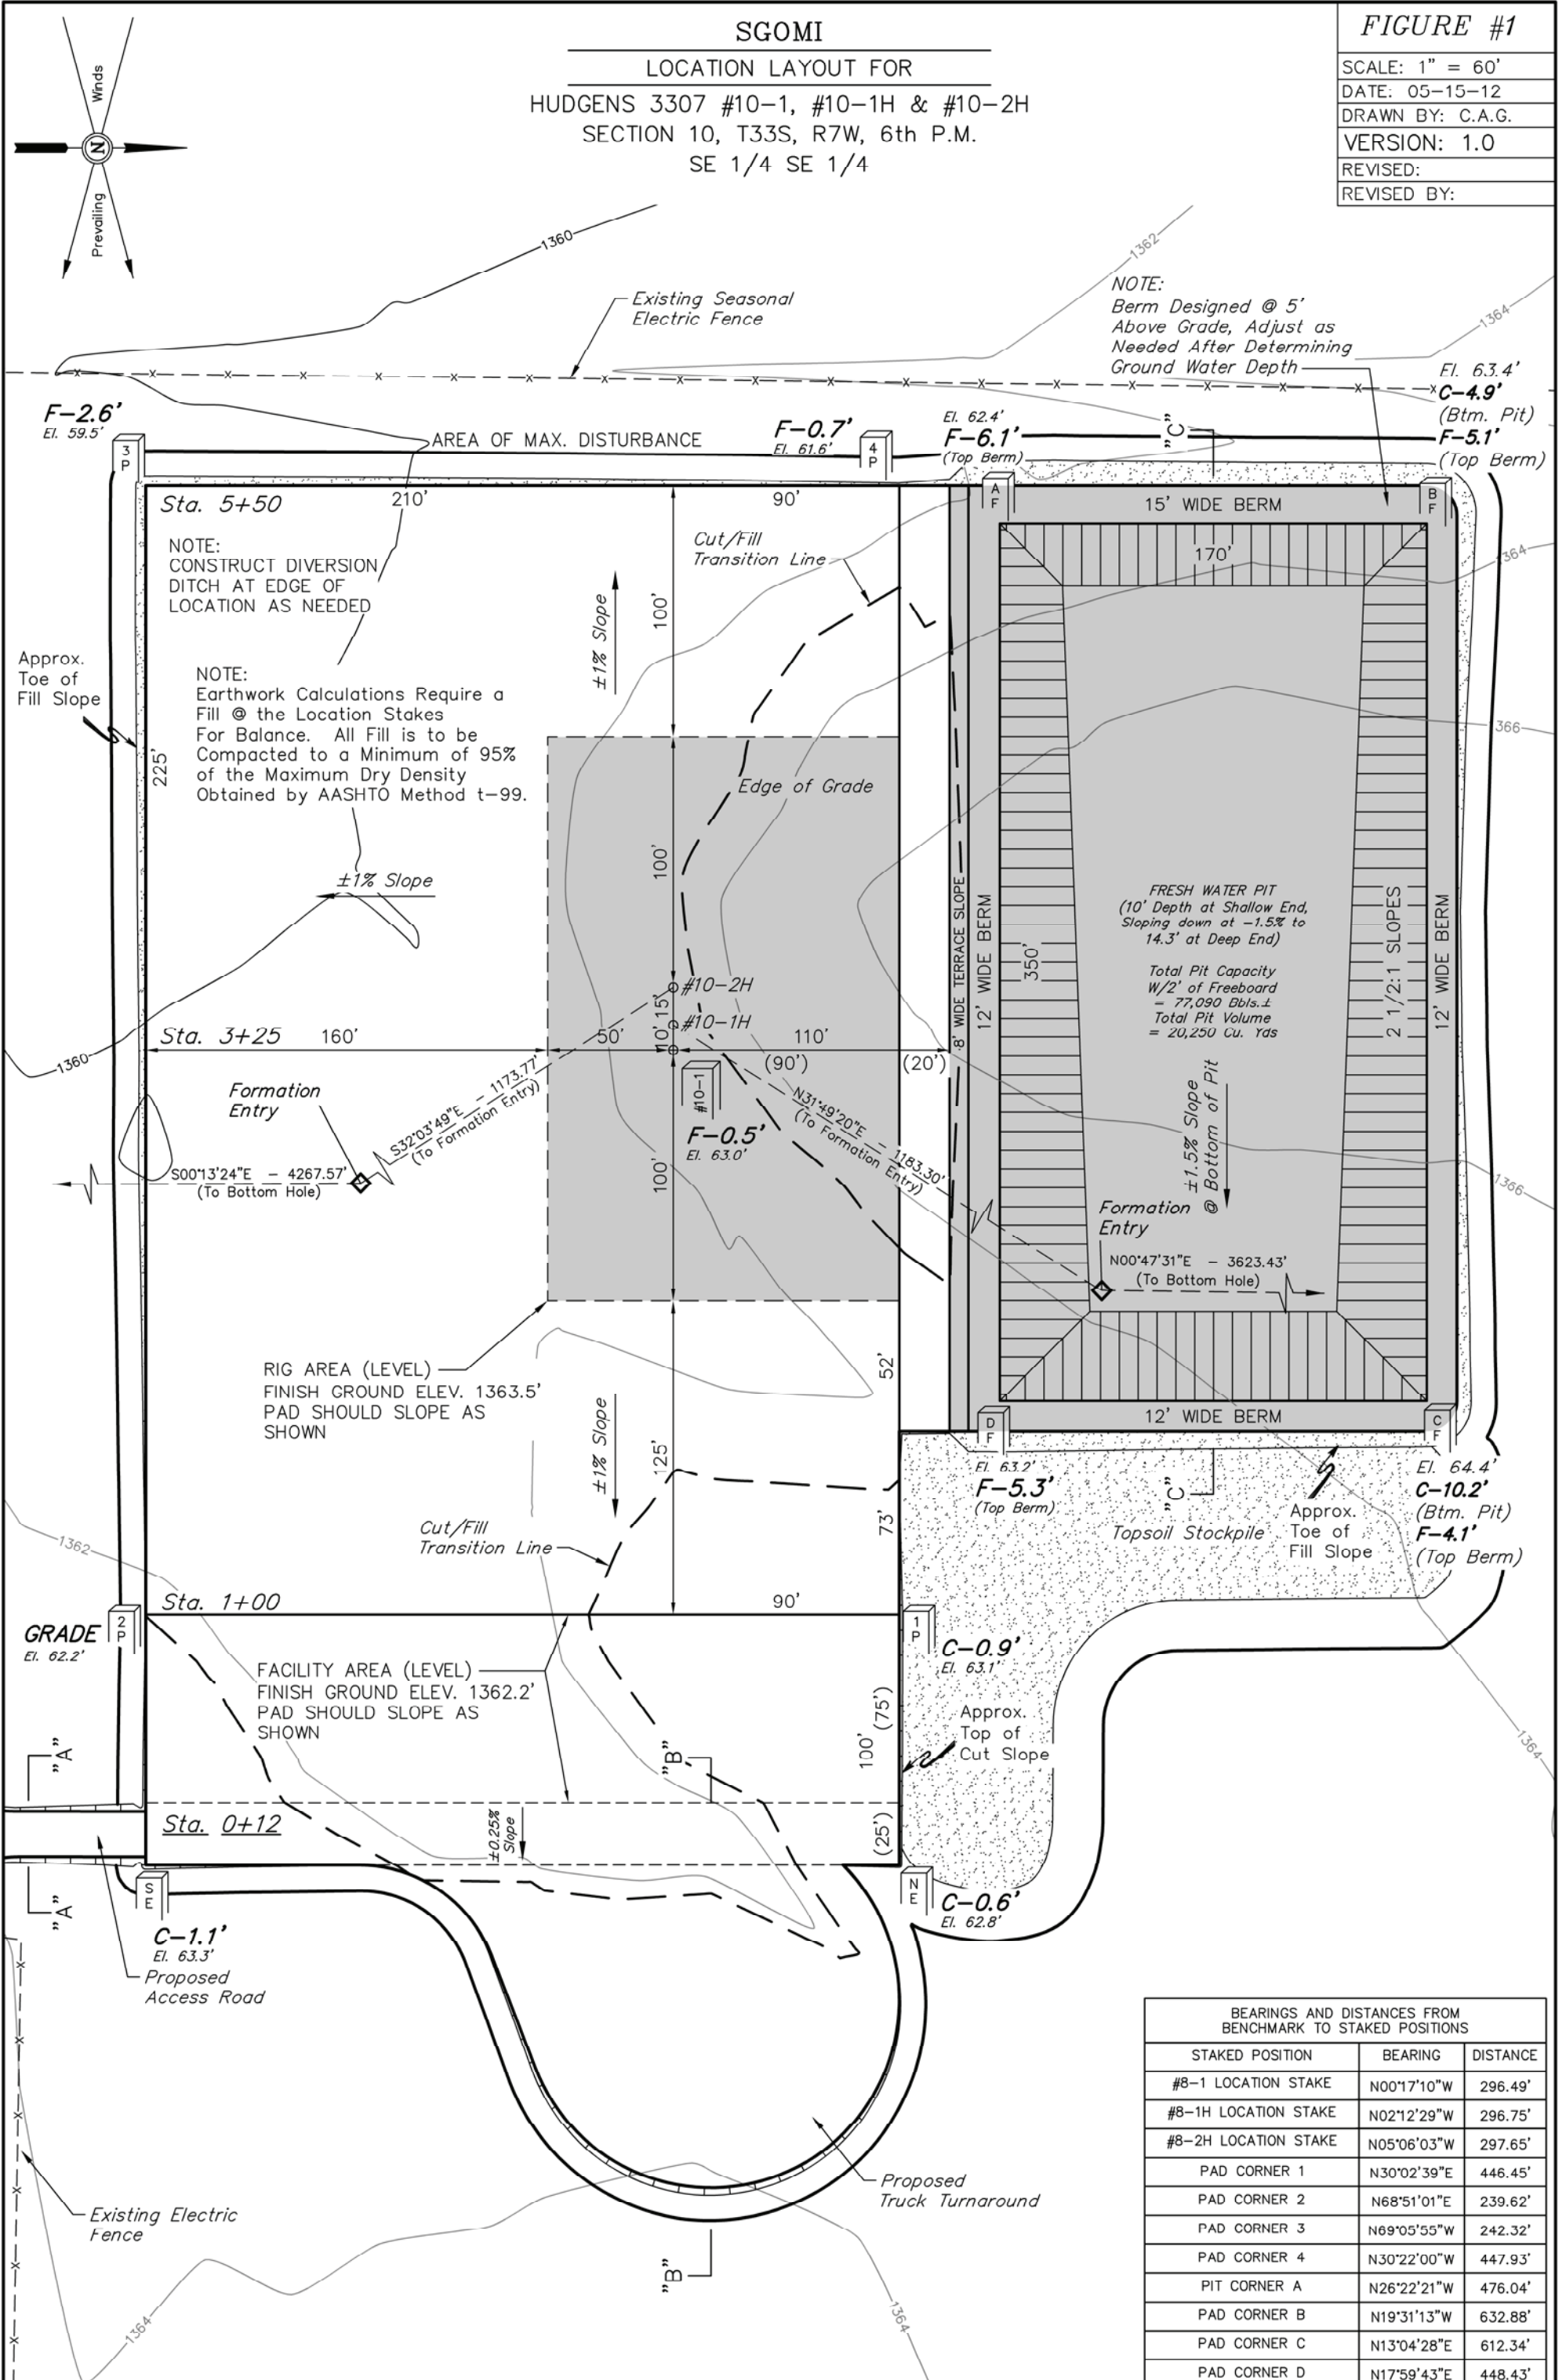 SGOMI
LOCATION LAYOUT FOR
HUDGENS 3307 #10-1, #10-1H & #10-2H
SECTION 10, T33S, R7W, 6th P.M.
SE 1/4 SE 1/4
FIGURE #1
SCALE: 1" = 60'
DATE: 05-15-12
DRAWN BY: C.A.G.
VERSION: 1.0
REVISED:
REVISED BY:
Winds
N
Prevailing
1360
1362
1364
Existing Seasonal
Electric Fence
NOTE:
Berm Designed @ 5'
Above Grade, Adjust as
Needed After Determining
Ground Water Depth
El. 63.4'
C-4.9'
(Btm. Pit)
F-5.1'
(Top Berm)
F-2.6'
El. 59.5'
3
P
AREA OF MAX. DISTURBANCE
F-0.7'
El. 61.6'
4
P
El. 62.4'
F-6.1'
(Top Berm)
"C"
A
F
B
F
Sta. 5+50
210'
90'
15' WIDE BERM
170'
NOTE:
CONSTRUCT DIVERSION
DITCH AT EDGE OF
LOCATION AS NEEDED
Cut/Fill
Transition Line
±1% Slope
100'
1364
Approx.
Toe of
Fill Slope
225'
NOTE:
Earthwork Calculations Require a
Fill @ the Location Stakes
For Balance. All Fill is to be
Compacted to a Minimum of 95%
of the Maximum Dry Density
Obtained by AASHTO Method t-99.
1366
Edge of Grade
100'
±1% Slope
8' WIDE TERRACE SLOPE
12' WIDE BERM
350'
FRESH WATER PIT
(10' Depth at Shallow End,
Sloping down at -1.5% to
14.3' at Deep End)
Total Pit Capacity
W/2' of Freeboard
= 77,090 Bbls.±
Total Pit Volume
= 20,250 Cu. Yds
2 1/2:1 SLOPES
12' WIDE BERM
#10-2H
15'
#10-1H
10'
Sta. 3+25
160'
50'
110'
(90')
(20')
1360
#10-1
F-0.5'
El. 63.0'
Formation
Entry
S32°03'49"E - 1173.77'
(To Formation Entry)
N31°49'20"E - 1183.30'
(To Formation Entry)
S00°13'24"E - 4267.57'
(To Bottom Hole)
100'
±1.5% Slope
@ Bottom of Pit
1366
Formation
Entry
N00°47'31"E - 3623.43'
(To Bottom Hole)
RIG AREA (LEVEL)
FINISH GROUND ELEV. 1363.5'
PAD SHOULD SLOPE AS
SHOWN
52'
±1% Slope
125'
12' WIDE BERM
D
F
C
F
El. 63.2'
F-5.3'
(Top Berm)
"C"
El. 64.4'
C-10.2'
(Btm. Pit)
F-4.1'
(Top Berm)
73'
Topsoil Stockpile
Approx.
Toe of
Fill Slope
Cut/Fill
Transition Line
1362
Sta. 1+00
90'
2
P
GRADE
El. 62.2'
1
P
C-0.9'
El. 63.1'
FACILITY AREA (LEVEL)
FINISH GROUND ELEV. 1362.2'
PAD SHOULD SLOPE AS
SHOWN
100'
(75')
Approx.
Top of
Cut Slope
1364
"A"
"B"
Sta. 0+12
±0.25%
Slope
(25')
"A"
S
E
N
E
C-0.6'
El. 62.8'
C-1.1'
El. 63.3'
Proposed
Access Road
Proposed
Truck Turnaround
Existing Electric
Fence
"B"
1364
1364
BEARINGS AND DISTANCES FROM
BENCHMARK TO STAKED POSITIONS
STAKED POSITION BEARING DISTANCE
#8-1 LOCATION STAKE N00°17'10"W 296.49'
#8-1H LOCATION STAKE N02°12'29"W 296.75'
#8-2H LOCATION STAKE N05°06'03"W 297.65'
PAD CORNER 1 N30°02'39"E 446.45'
PAD CORNER 2 N68°51'01"E 239.62'
PAD CORNER 3 N69°05'55"W 242.32'
PAD CORNER 4 N30°22'00"W 447.93'
PIT CORNER A N26°22'21"W 476.04'
PAD CORNER B N19°31'13"W 632.88'
PAD CORNER C N13°04'28"E 612.34'
PAD CORNER D N17°59'43"E 448.43'